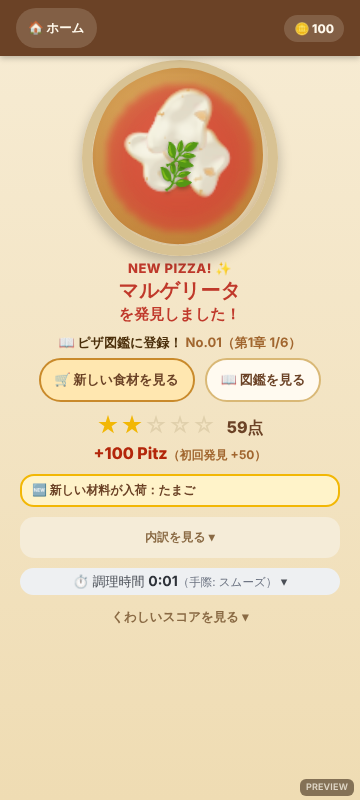 🏠 ホーム
🪙 100
NEW PIZZA! ✨
マルゲリータ
を発見しました！
📖 ピザ図鑑に登録！ No.01（第1章 1/6）
🛒 新しい食材を見る
📖 図鑑を見る
★★☆☆☆ 59点
+100 Pitz（初回発見 +50）
🆕 新しい材料が入荷：たまご
内訳を見る ▾
⏱️ 調理時間 0:01（手際: スムーズ） ▾
くわしいスコアを見る ▾
PREVIEW